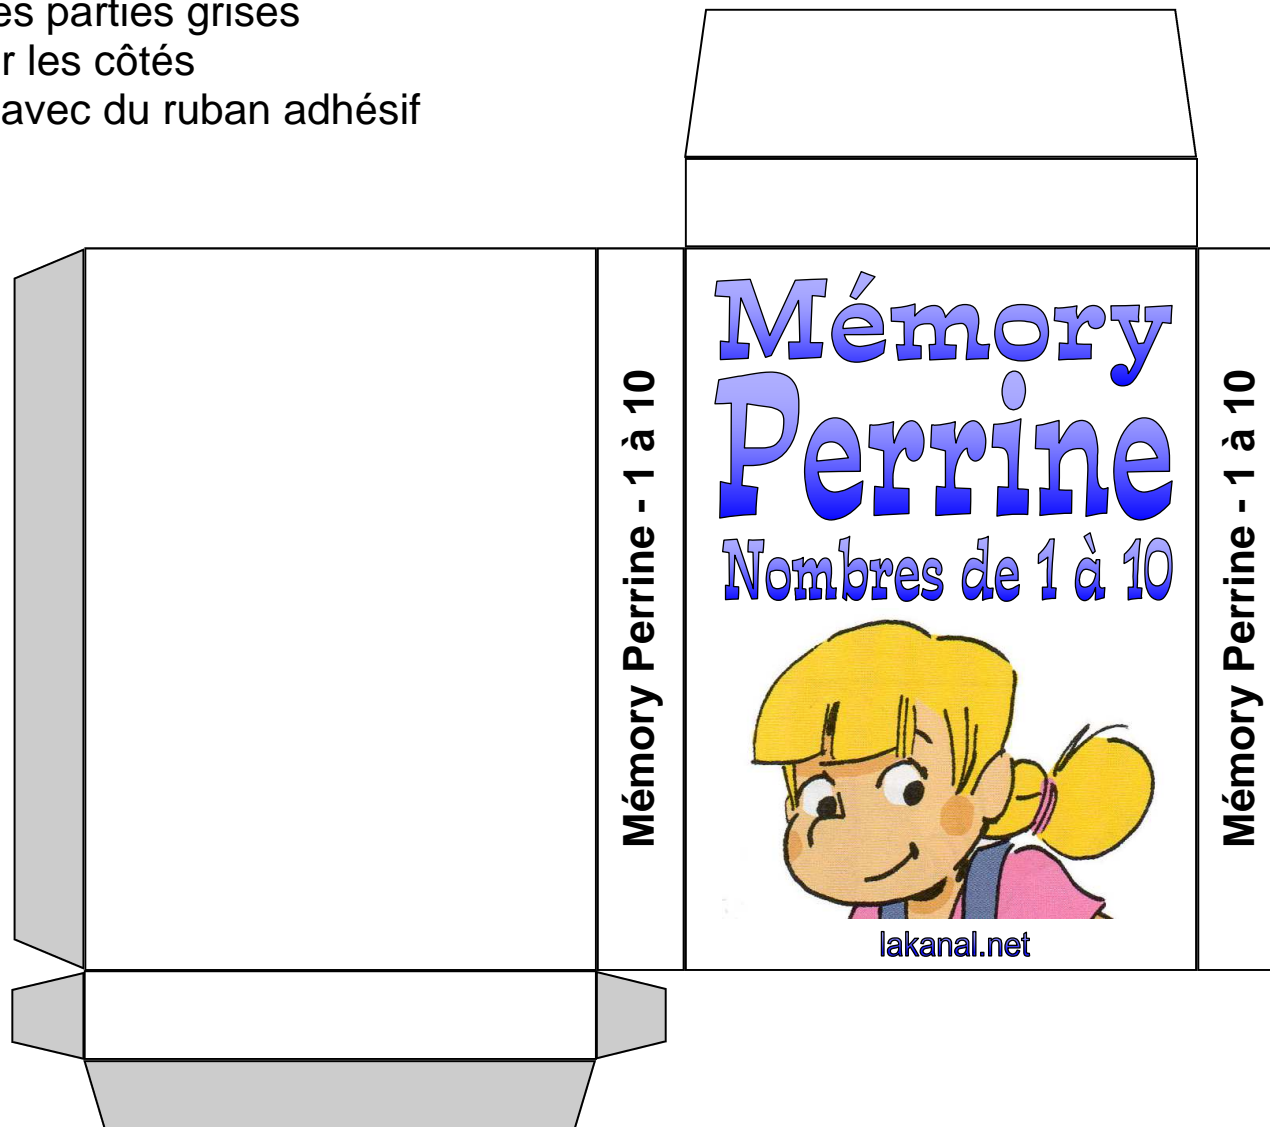 es parties grises
r les côtés
avec du ruban adhésif
Mémory Perrine - 1 à 10
Mémory
Perrine
Nombres de 1 à 10
lakanal.net
Mémory Perrine - 1 à 10